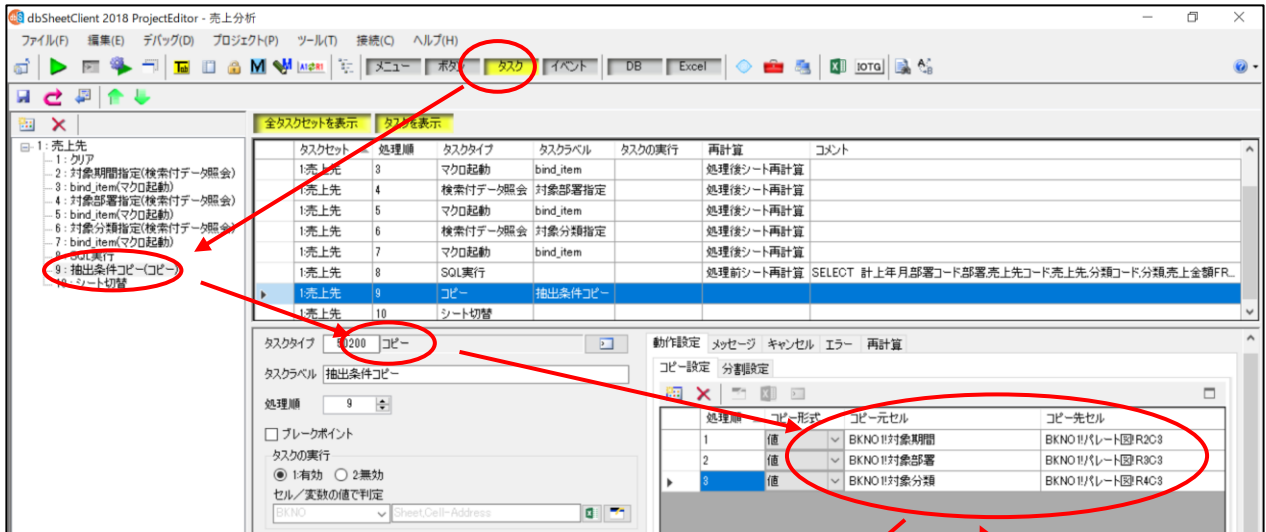 dbSheetClient 2018 ProjectEditor - 売上分析
ファイル(F) 編集(E) デバッグ(D) プロジェクト(P) ツール(T) 接続(C) ヘルプ(H)
メニュー ボタン タスク イベント DB Excel IOTG
全タスクセットを表示 タスクを表示
1:売上先
1:クリア
2:対象期間指定(検索付データ照会)
3:bind_item(マクロ起動)
4:対象部署指定(検索付データ照会)
5:bind_item(マクロ起動)
6:対象分類指定(検索付データ照会)
7:bind_item(マクロ起動)
8:SQL実行
9:抽出条件コピー(コピー)
10:シート切替
タスクセット 処理順 タスクタイプ タスクラベル タスクの実行 再計算 コメント
1:売上先 3 マクロ起動 bind_item 処理後シート再計算
1:売上先 4 検索付データ照会 対象部署指定 処理後シート再計算
1:売上先 5 マクロ起動 bind_item 処理後シート再計算
1:売上先 6 検索付データ照会 対象分類指定 処理後シート再計算
1:売上先 7 マクロ起動 bind_item 処理後シート再計算
1:売上先 8 SQL実行 処理前シート再計算 SELECT 計上年月,部署コード,部署,売上先コード,売上先,分類コード,分類,売上金額FR...
1:売上先 9 コピー 抽出条件コピー
1:売上先 10 シート切替
タスクタイプ 50200 コピー
タスクラベル 抽出条件コピー
処理順 9
ブレークポイント
タスクの実行
1:有効 2:無効
セル/変数の値で判定
BKNO Sheet,Cell-Address
動作設定 メッセージ キャンセル エラー 再計算
コピー設定 分割設定
処理順 コピー形式 コピー元セル コピー先セル
1 値 BKNO1!対象期間 BKNO1!パレート図!R2C3
2 値 BKNO1!対象部署 BKNO1!パレート図!R3C3
3 値 BKNO1!対象分類 BKNO1!パレート図!R4C3